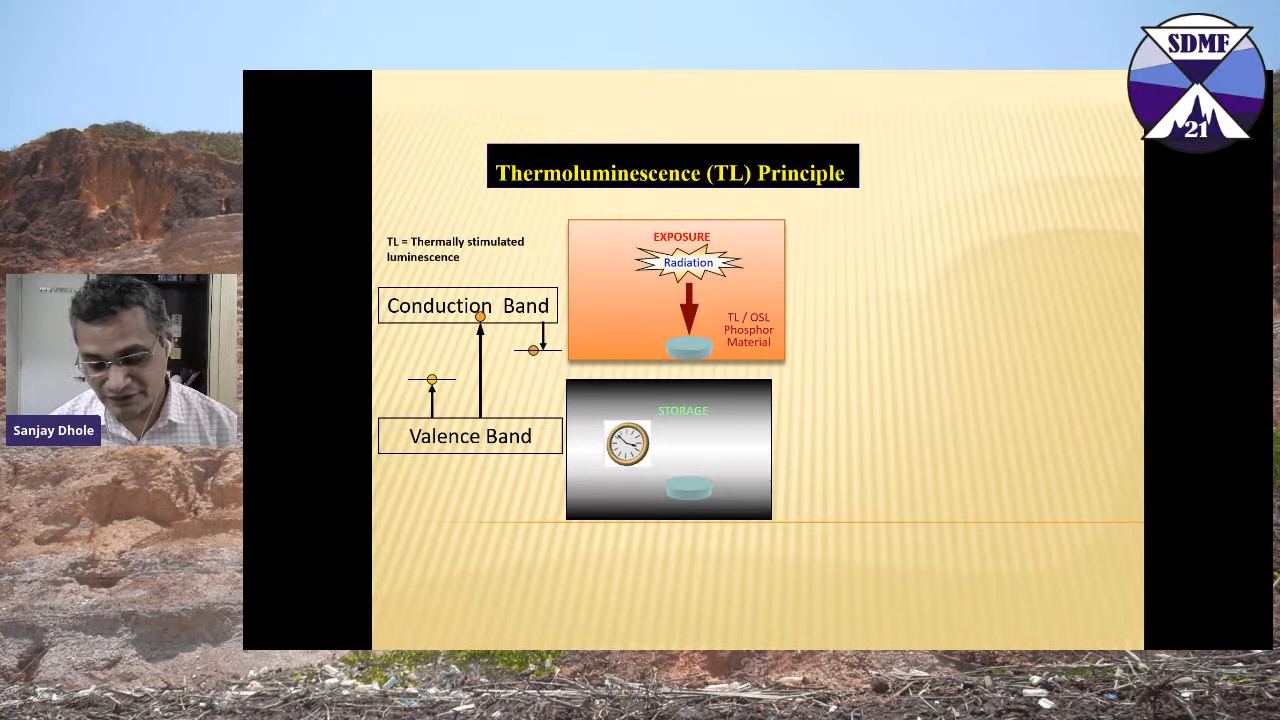 SDMF
21
Thermoluminescence (TL) Principle
TL = Thermally stimulated
luminescence
Conduction Band
Valence Band
EXPOSURE
Radiation
TL / OSL
Phosphor
Material
STORAGE
Sanjay Dhole